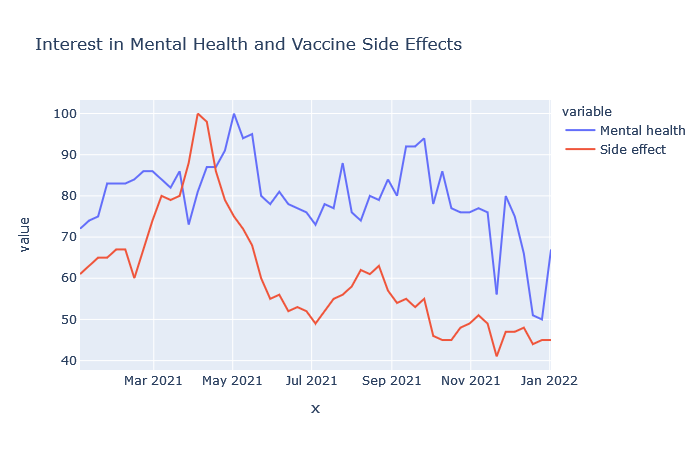 Interest in Mental Health and Vaccine Side Effects
variable
Mental health
Side effect
value
100
90
80
70
60
50
40
Mar 2021 May 2021 Jul 2021 Sep 2021 Nov 2021 Jan 2022
x